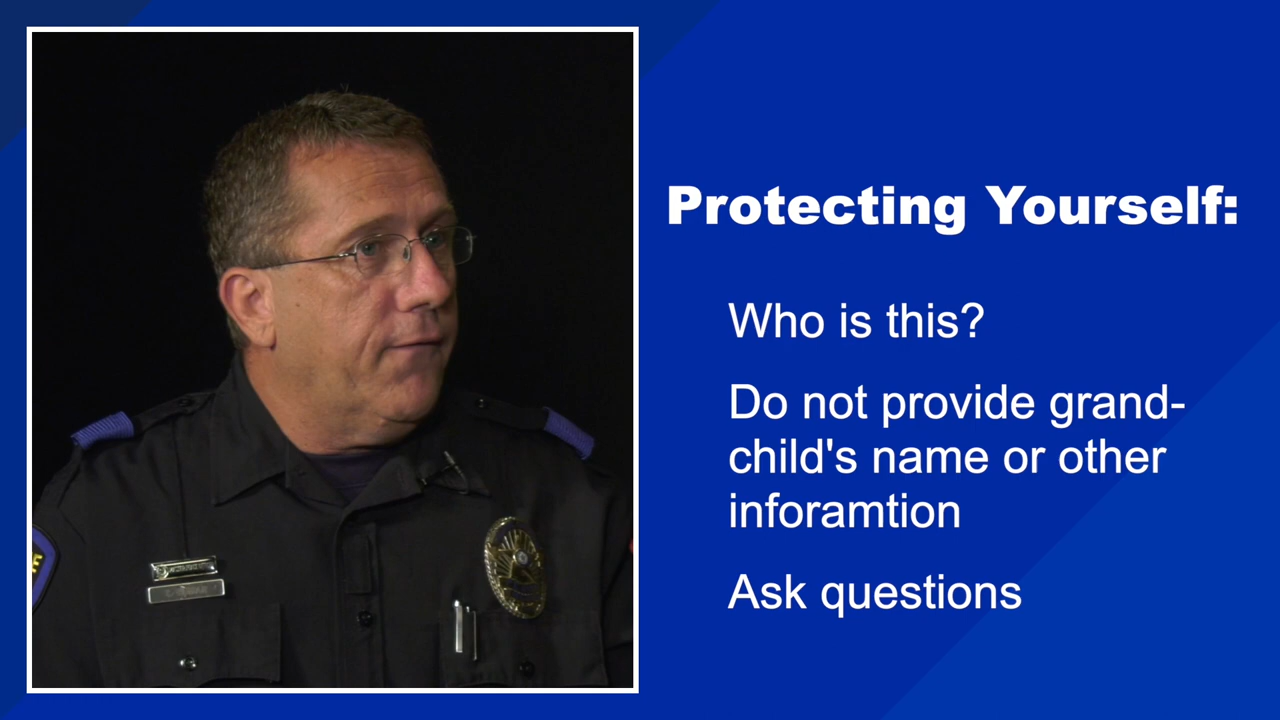 Protecting Yourself:
Who is this?
Do not provide grand-
child's name or other
inforamtion
Ask questions